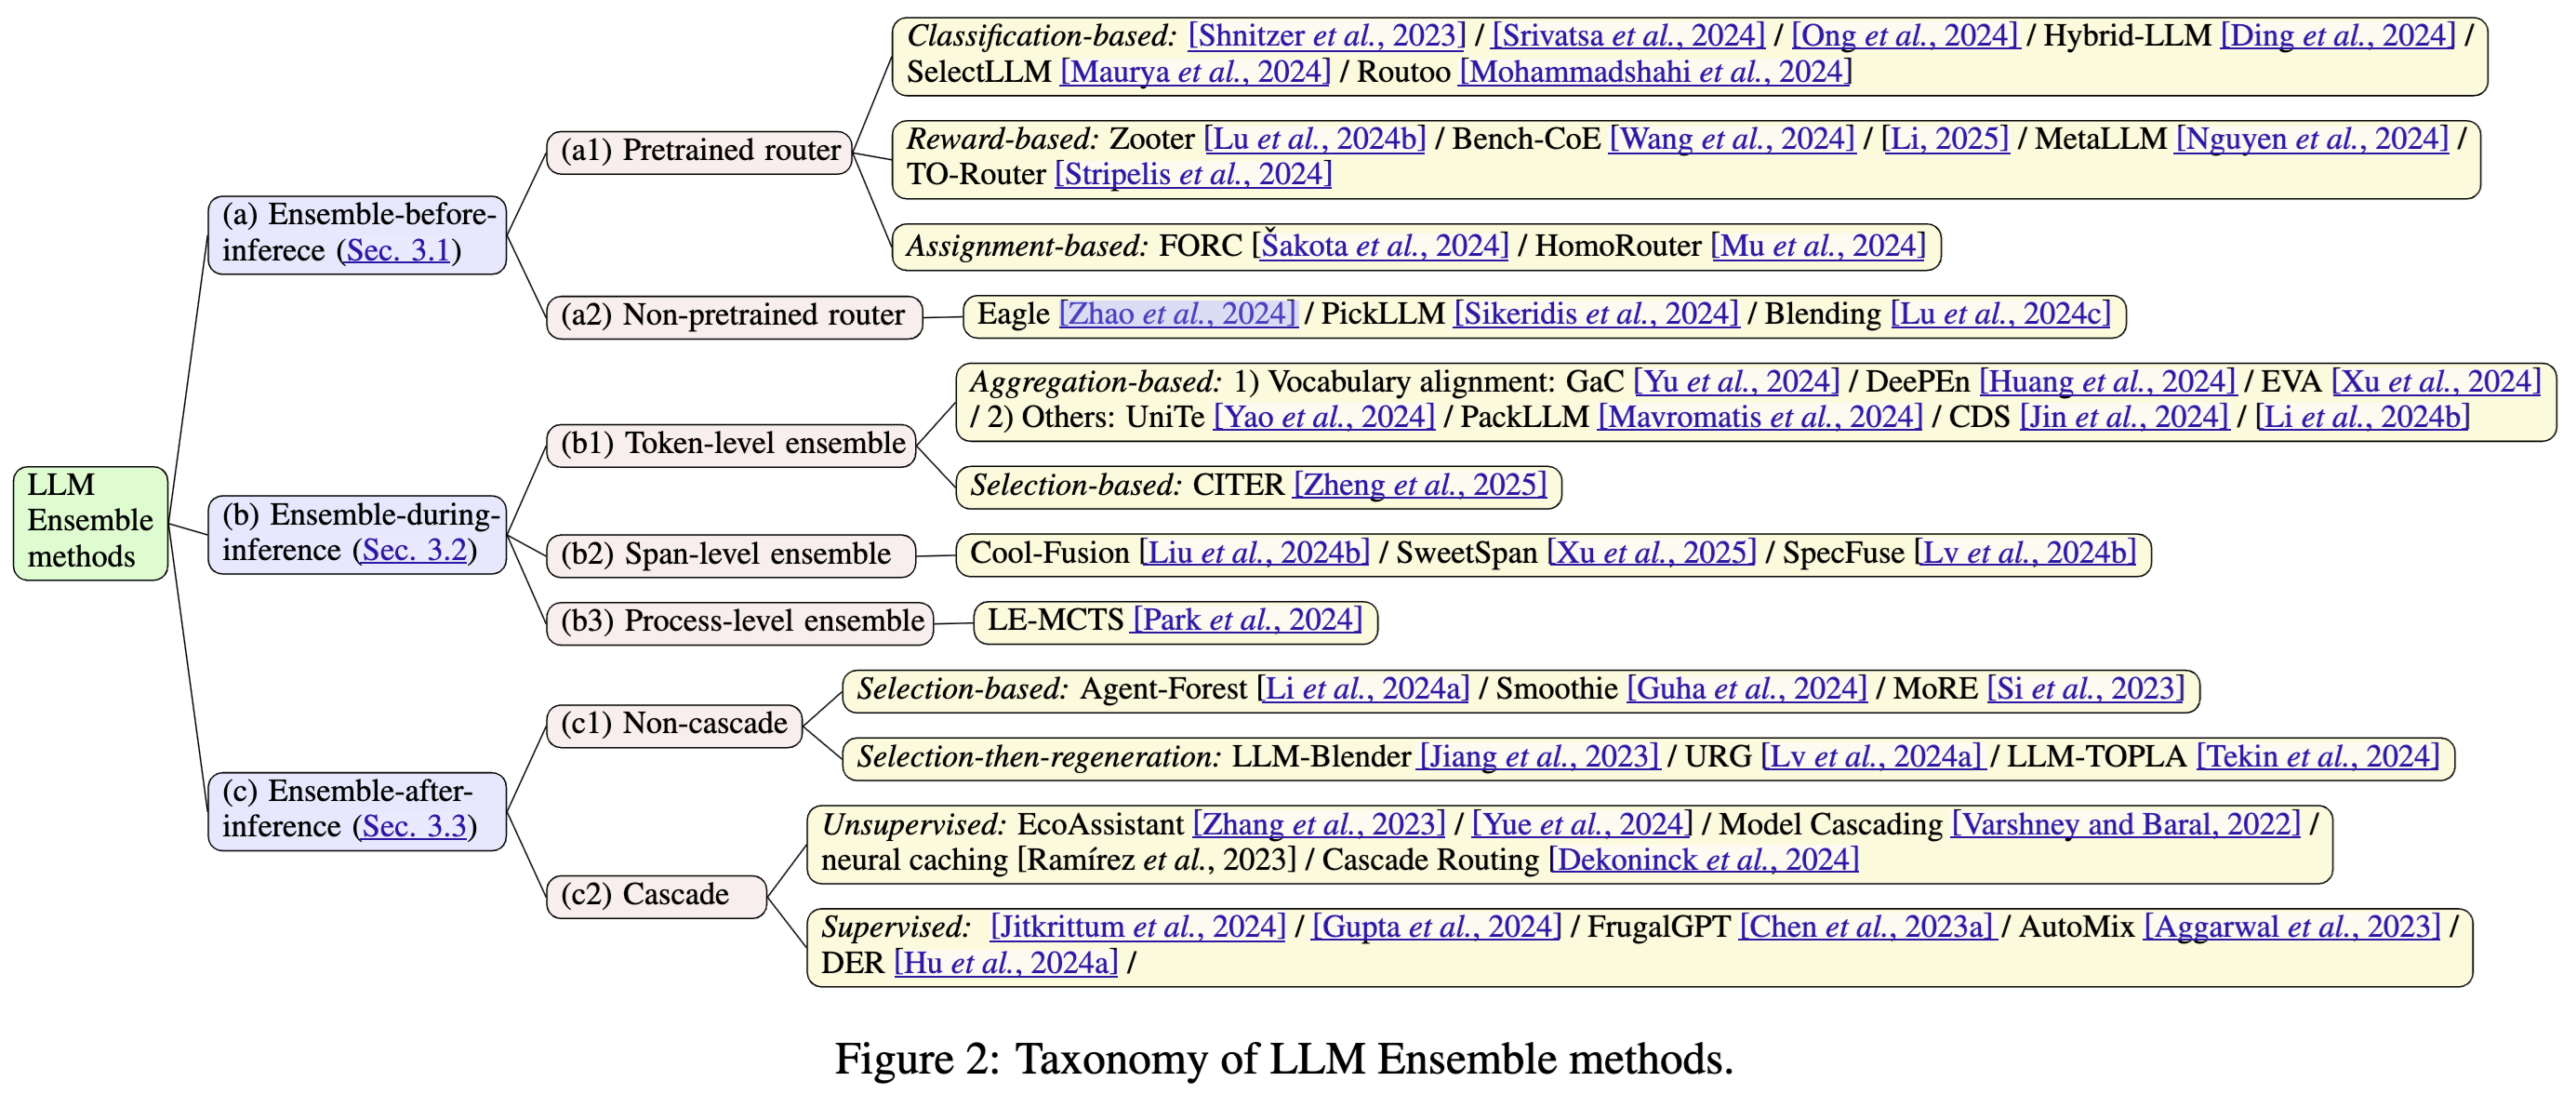 LLM
Ensemble
methods
(a) Ensemble-before-
inferece (Sec. 3.1)
(a1) Pretrained router
Classification-based: [Shnitzer et al., 2023] / [Srivatsa et al., 2024] / [Ong et al., 2024] / Hybrid-LLM [Ding et al., 2024] /
SelectLLM [Maurya et al., 2024] / Routoo [Mohammadshahi et al., 2024]
Reward-based: Zooter [Lu et al., 2024b] / Bench-CoE [Wang et al., 2024] / [Li, 2025] / MetaLLM [Nguyen et al., 2024] /
TO-Router [Stripelis et al., 2024]
Assignment-based: FORC [Šakota et al., 2024] / HomoRouter [Mu et al., 2024]
(a2) Non-pretrained router
Eagle [Zhao et al., 2024] / PickLLM [Sikeridis et al., 2024] / Blending [Lu et al., 2024c]
(b) Ensemble-during-
inference (Sec. 3.2)
(b1) Token-level ensemble
Aggregation-based: 1) Vocabulary alignment: GaC [Yu et al., 2024] / DeePEn [Huang et al., 2024] / EVA [Xu et al., 2024]
/ 2) Others: UniTe [Yao et al., 2024] / PackLLM [Mavromatis et al., 2024] / CDS [Jin et al., 2024] / [Li et al., 2024b]
Selection-based: CITER [Zheng et al., 2025]
(b2) Span-level ensemble
Cool-Fusion [Liu et al., 2024b] / SweetSpan [Xu et al., 2025] / SpecFuse [Lv et al., 2024b]
(b3) Process-level ensemble
LE-MCTS [Park et al., 2024]
(c) Ensemble-after-
inference (Sec. 3.3)
(c1) Non-cascade
Selection-based: Agent-Forest [Li et al., 2024a] / Smoothie [Guha et al., 2024] / MoRE [Si et al., 2023]
Selection-then-regeneration: LLM-Blender [Jiang et al., 2023] / URG [Lv et al., 2024a] / LLM-TOPLA [Tekin et al., 2024]
(c2) Cascade
Unsupervised: EcoAssistant [Zhang et al., 2023] / [Yue et al., 2024] / Model Cascading [Varshney and Baral, 2022] /
neural caching [Ramírez et al., 2023] / Cascade Routing [Dekoninck et al., 2024]
Supervised: [Jitkrittum et al., 2024] / [Gupta et al., 2024] / FrugalGPT [Chen et al., 2023a] / AutoMix [Aggarwal et al., 2023] /
DER [Hu et al., 2024a] /
Figure 2: Taxonomy of LLM Ensemble methods.